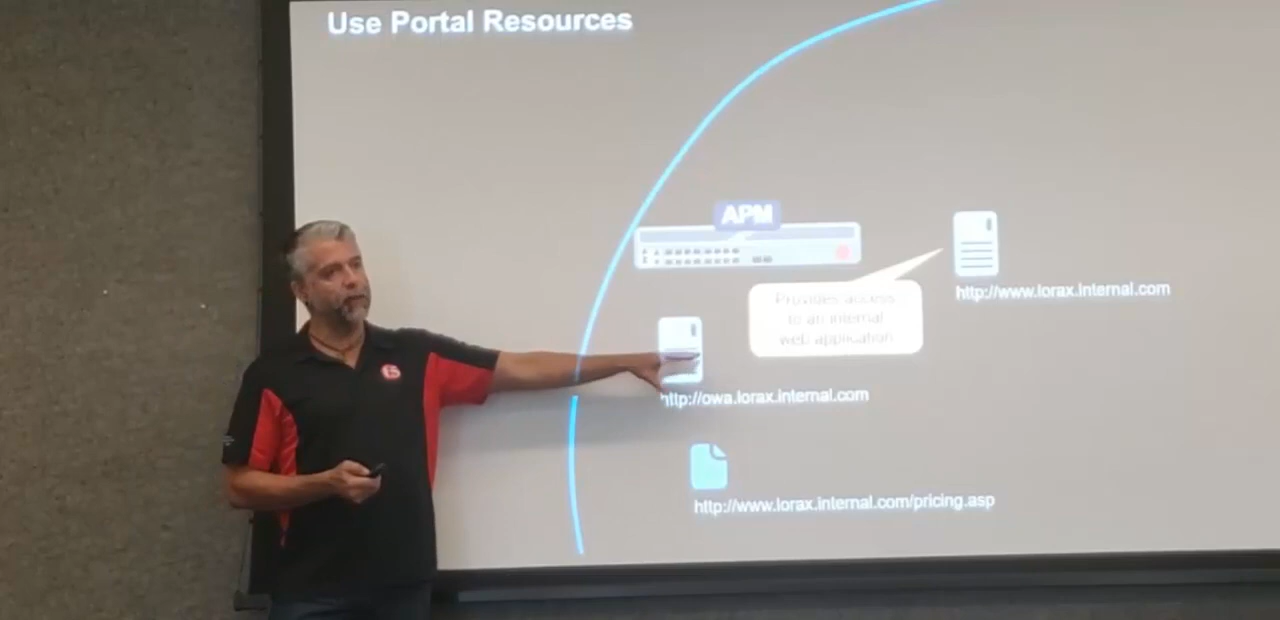 Use Portal Resources
APM
http://www.lorax.internal.com
Provides access
to an internal
web application
http://owa.lorax.internal.com
http://www.lorax.internal.com/pricing.asp
f5